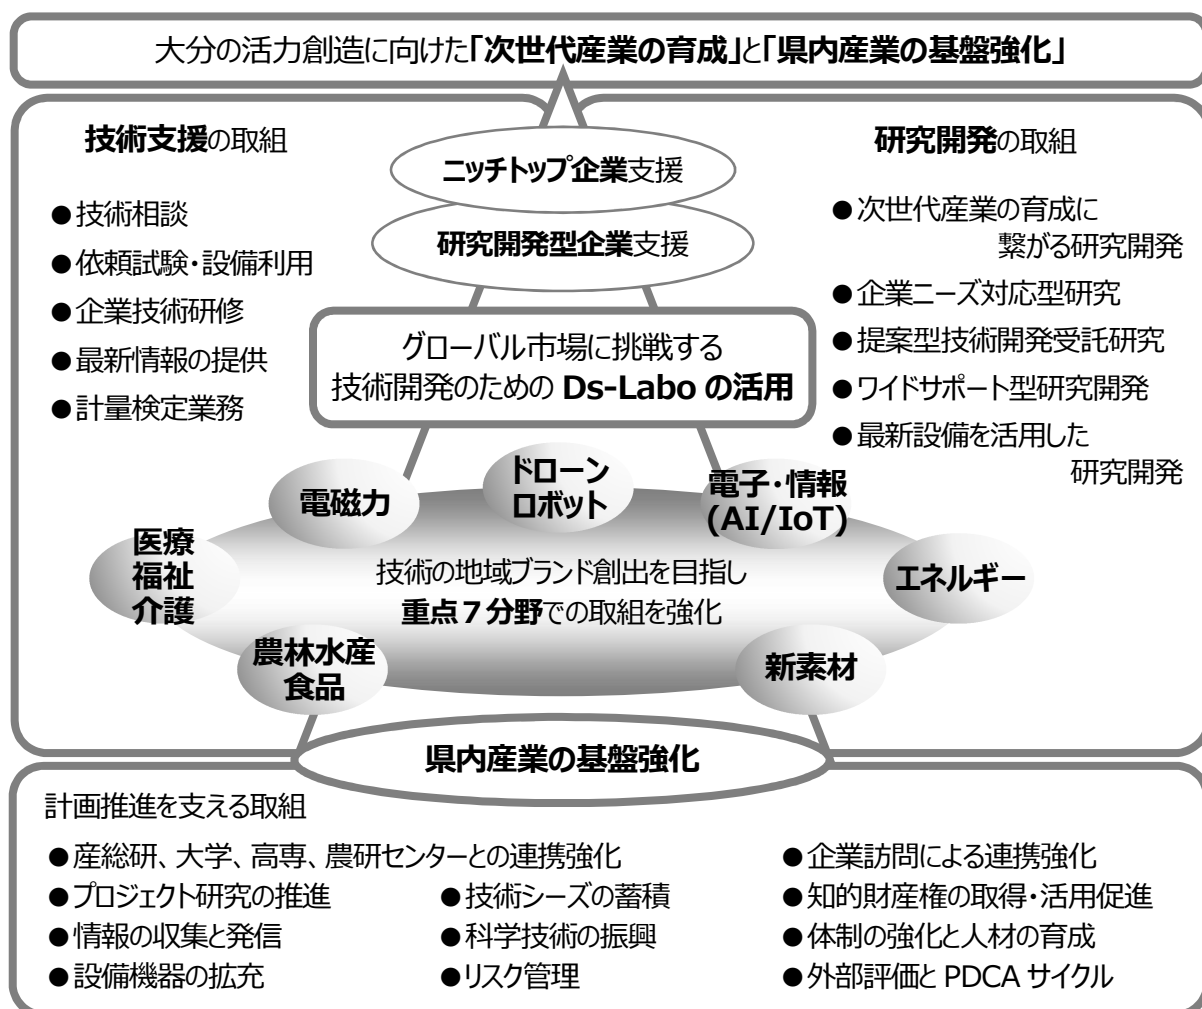 大分の活力創造に向けた「次世代産業の育成」と「県内産業の基盤強化」
技術支援の取組
●技術相談
●依頼試験・設備利用
●企業技術研修
●最新情報の提供
●計量検定業務
ニッチトップ企業支援
研究開発型企業支援
グローバル市場に挑戦する
技術開発のための Ds-Labo の活用
研究開発の取組
●次世代産業の育成に
繋がる研究開発
●企業ニーズ対応型研究
●提案型技術開発受託研究
●ワイドサポート型研究開発
●最新設備を活用した
研究開発
医療
福祉
介護
電磁力
ドローン
ロボット
電子・情報
(AI/IoT)
エネルギー
技術の地域ブランド創出を目指し
重点７分野での取組を強化
農林水産
食品
新素材
県内産業の基盤強化
計画推進を支える取組
●産総研、大学、高専、農研センターとの連携強化
●プロジェクト研究の推進
●情報の収集と発信
●設備機器の拡充
●技術シーズの蓄積
●科学技術の振興
●リスク管理
●企業訪問による連携強化
●知的財産権の取得・活用促進
●体制の強化と人材の育成
●外部評価と PDCA サイクル